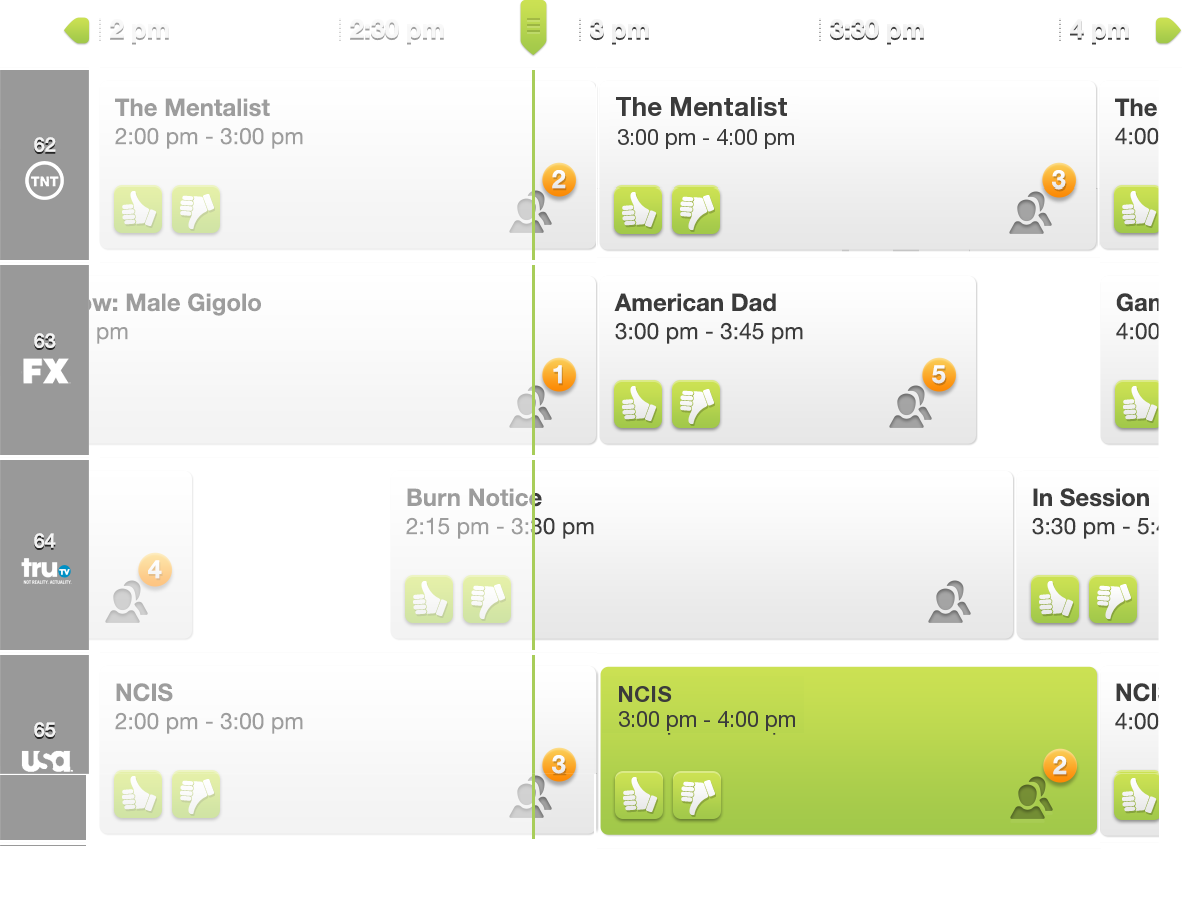 2 pm 2:30 pm 3 pm 3:30 pm 4 pm
62
TNT
The Mentalist
2:00 pm - 3:00 pm
2
The Mentalist
3:00 pm - 4:00 pm
3
The
4:00
63
FX
ow: Male Gigolo
pm
1
American Dad
3:00 pm - 3:45 pm
5
Gan
4:00
64
tru TV
NOT REALITY. ACTUALITY.
4
Burn Notice
2:15 pm - 3:30 pm
In Session
3:30 pm - 5:4
65
usa
NCIS
2:00 pm - 3:00 pm
3
NCIS
3:00 pm - 4:00 pm
2
NCI
4:00